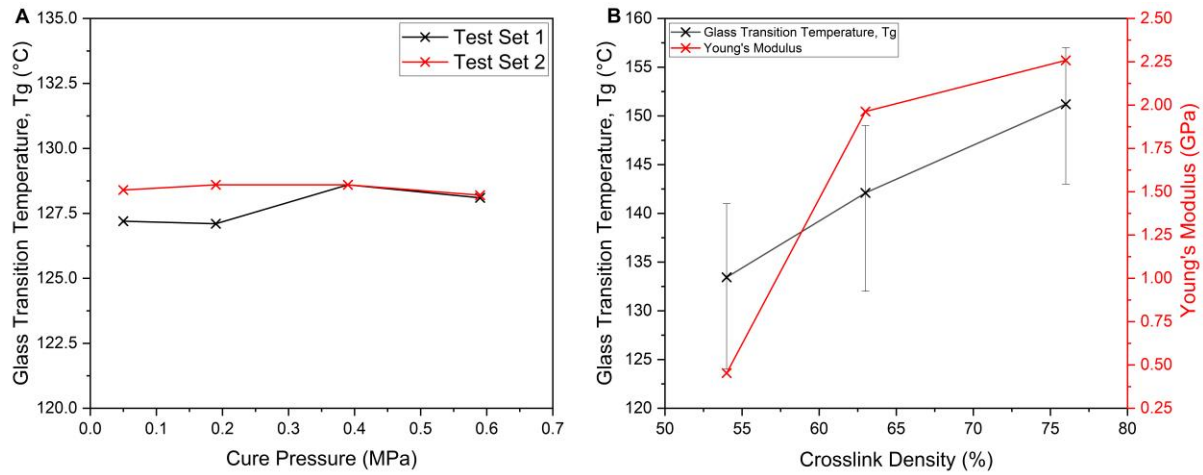 A
135.0
132.5
130.0
127.5
125.0
122.5
120.0
Glass Transition Temperature, Tg (°C)
Test Set 1
Test Set 2
0.0 0.1 0.2 0.3 0.4 0.5 0.6 0.7
Cure Pressure (MPa)
B
160
155
150
145
140
135
130
125
120
Glass Transition Temperature, Tg (°C)
Glass Transition Temperature, Tg
Young's Modulus
2.50
2.25
2.00
1.75
1.50
1.25
1.00
0.75
0.50
0.25
Young's Modulus (GPa)
50 55 60 65 70 75 80
Crosslink Density (%)